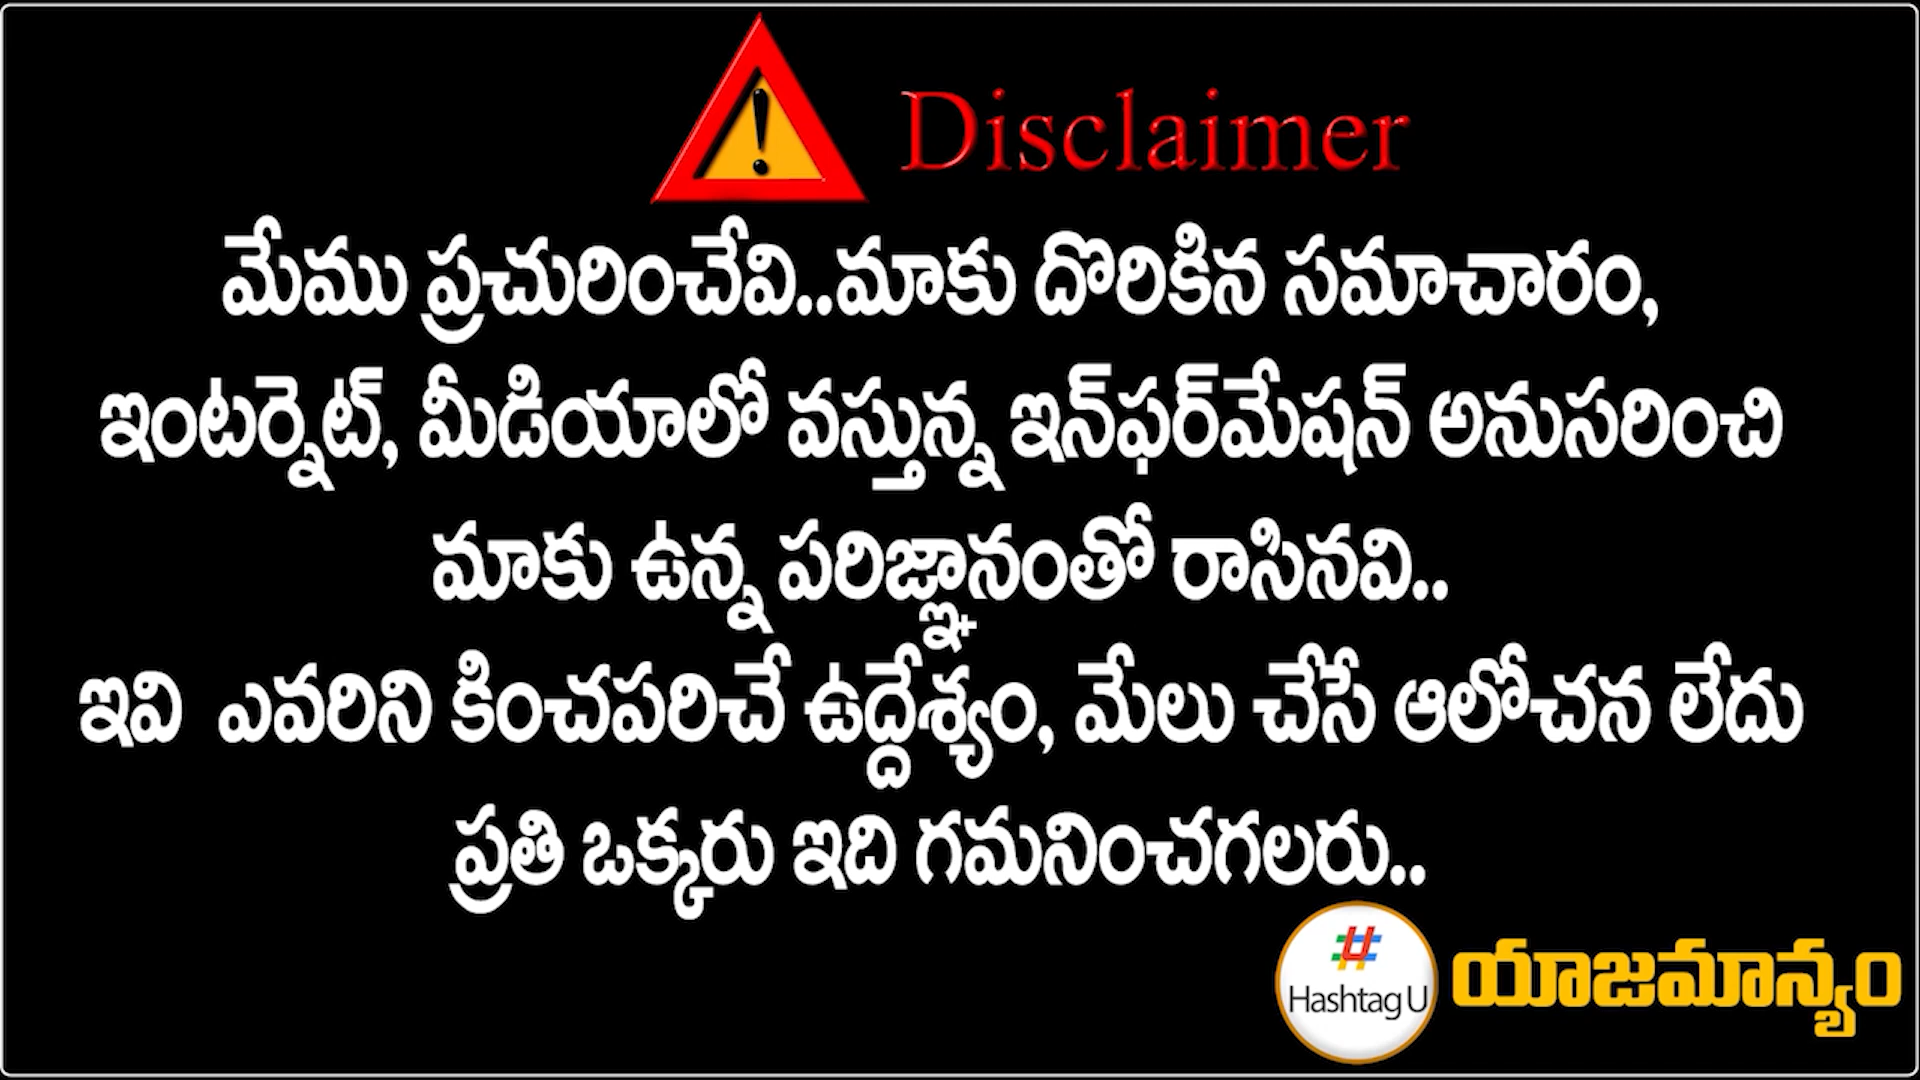 Disclaimer
మేము ప్రచురించేవి..మాకు దొరికిన సమాచారం,
ఇంటర్నెట్, మీడియాలో వస్తున్న ఇన్‌ఫర్‌మేషన్ అనుసరించి
మాకు ఉన్న పరిజ్ఞానంతో రాసినవి..
ఇవి ఎవరిని కించపరిచే ఉద్దేశ్యం, మేలు చేసే ఆలోచన లేదు
ప్రతి ఒక్కరు ఇది గమనించగలరు..
#
Hashtag U
యాజమాన్యం